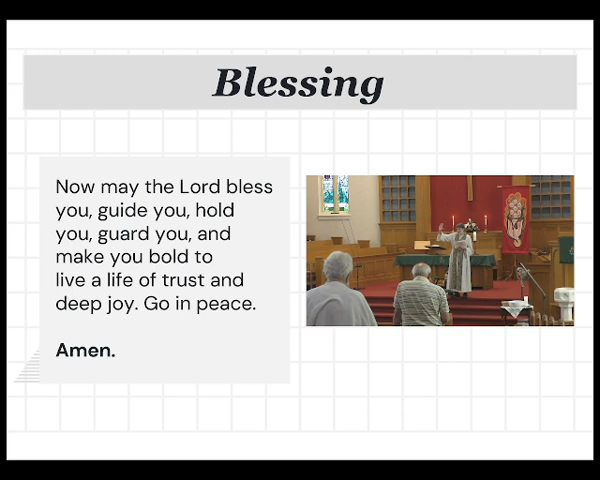 Blessing
Now may the Lord bless
you, guide you, hold
you, guard you, and
make you bold to
live a life of trust and
deep joy. Go in peace.
Amen.